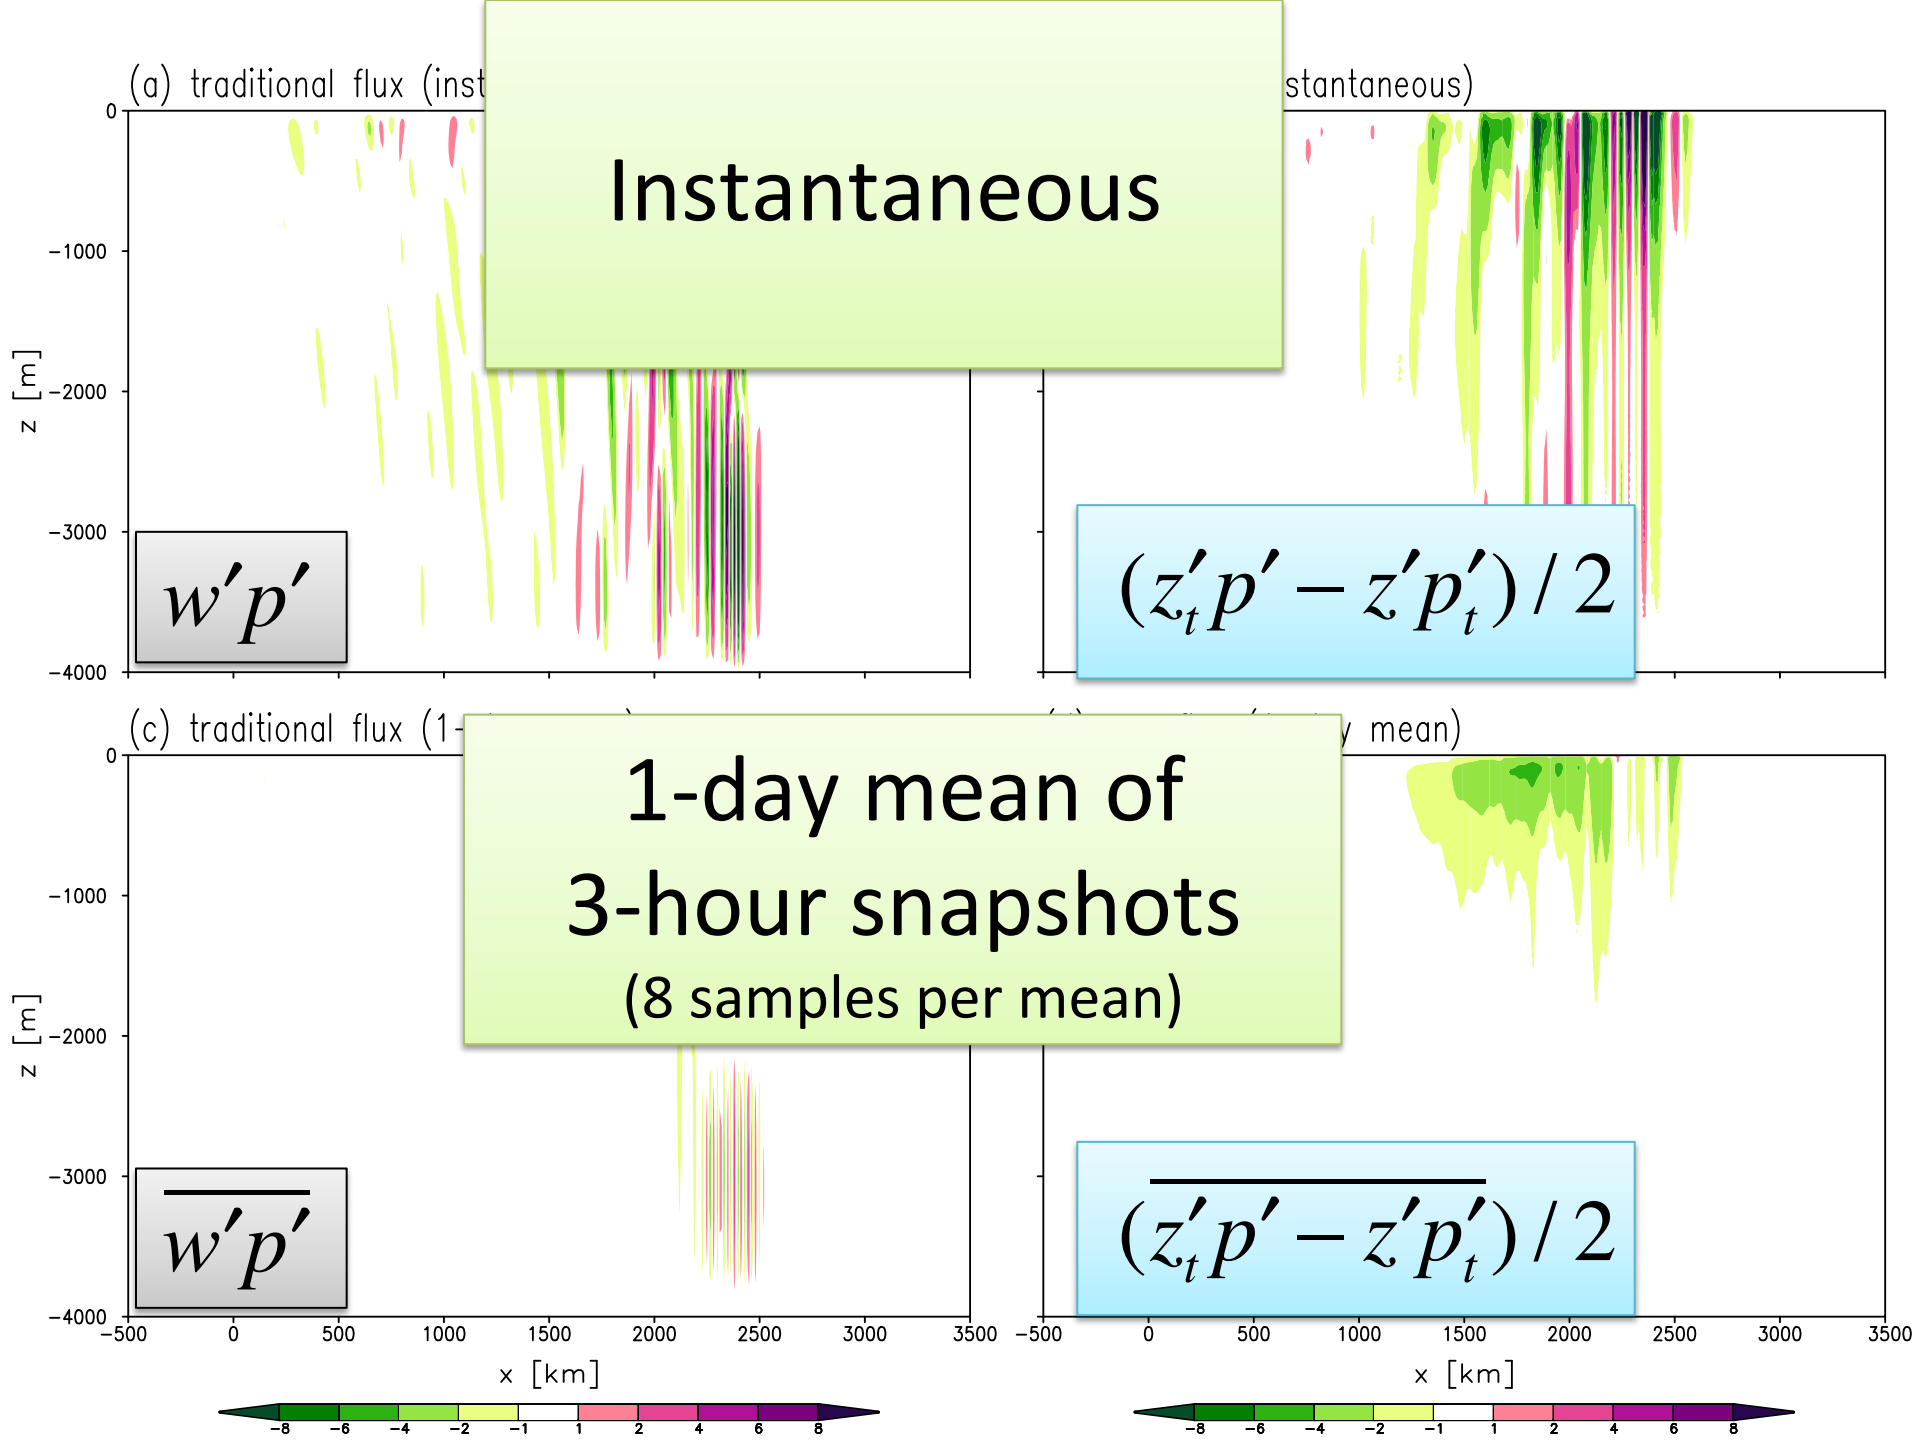 (a) traditional flux (inst
stantaneous)
Instantaneous
0
−1000
−2000
−3000
−4000
z [m]
w′p′
(z′ₜp′ − z′p′ₜ) / 2
(c) traditional flux (1-
y mean)
1-day mean of
3-hour snapshots
(8 samples per mean)
0
−1000
−2000
−3000
−4000
z [m]
w′p′
(z′ₜp′ − z′p′ₜ) / 2
−500 0 500 1000 1500 2000 2500 3000 3500
−500 0 500 1000 1500 2000 2500 3000 3500
x [km]
x [km]
−8 −6 −4 −2 −1 1 2 4 6 8
−8 −6 −4 −2 −1 1 2 4 6 8